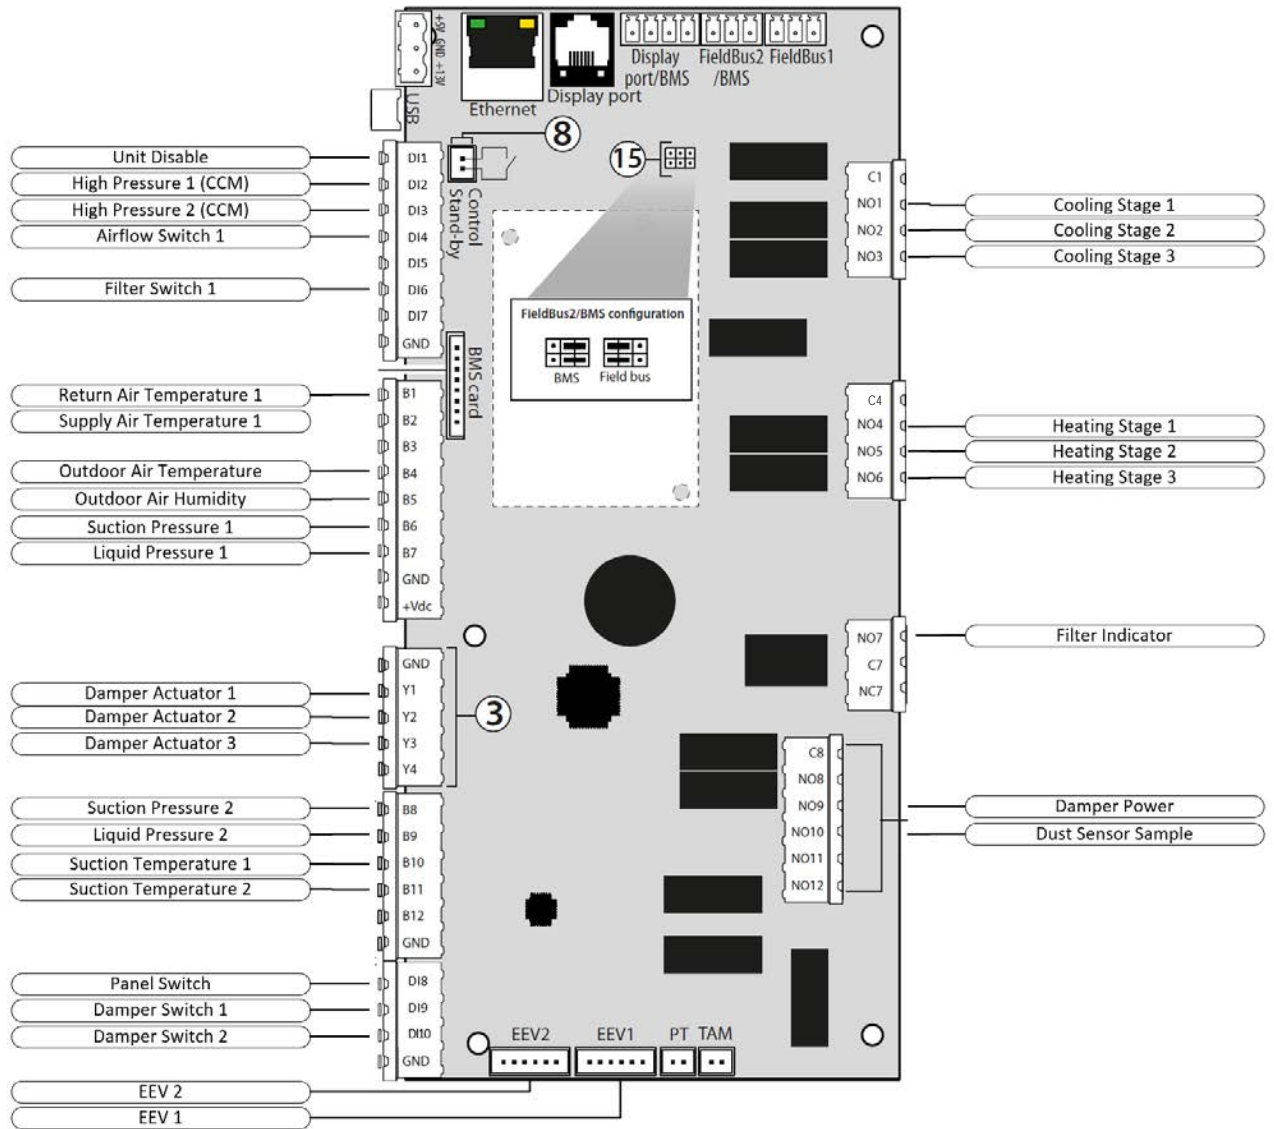 +5V GND +13V
USB
Ethernet
Display port
Display
port/BMS
FieldBus2
/BMS
FieldBus1
8
15
Control
Stand-by
FieldBus2/BMS configuration
BMS
Field bus
BMS card
3
Unit Disable
High Pressure 1 (CCM)
High Pressure 2 (CCM)
Airflow Switch 1
Filter Switch 1
DI1
DI2
DI3
DI4
DI5
DI6
DI7
GND
Return Air Temperature 1
Supply Air Temperature 1
Outdoor Air Temperature
Outdoor Air Humidity
Suction Pressure 1
Liquid Pressure 1
B1
B2
B3
B4
B5
B6
B7
GND
+Vdc
Damper Actuator 1
Damper Actuator 2
Damper Actuator 3
GND
Y1
Y2
Y3
Y4
Suction Pressure 2
Liquid Pressure 2
Suction Temperature 1
Suction Temperature 2
B8
B9
B10
B11
B12
GND
Panel Switch
Damper Switch 1
Damper Switch 2
DI8
DI9
DI10
GND
EEV 2
EEV 1
EEV2
EEV1
PT
TAM
C1
NO1
NO2
NO3
Cooling Stage 1
Cooling Stage 2
Cooling Stage 3
C4
NO4
NO5
NO6
Heating Stage 1
Heating Stage 2
Heating Stage 3
NO7
C7
NC7
Filter Indicator
C8
NO8
NO9
NO10
NO11
NO12
Damper Power
Dust Sensor Sample